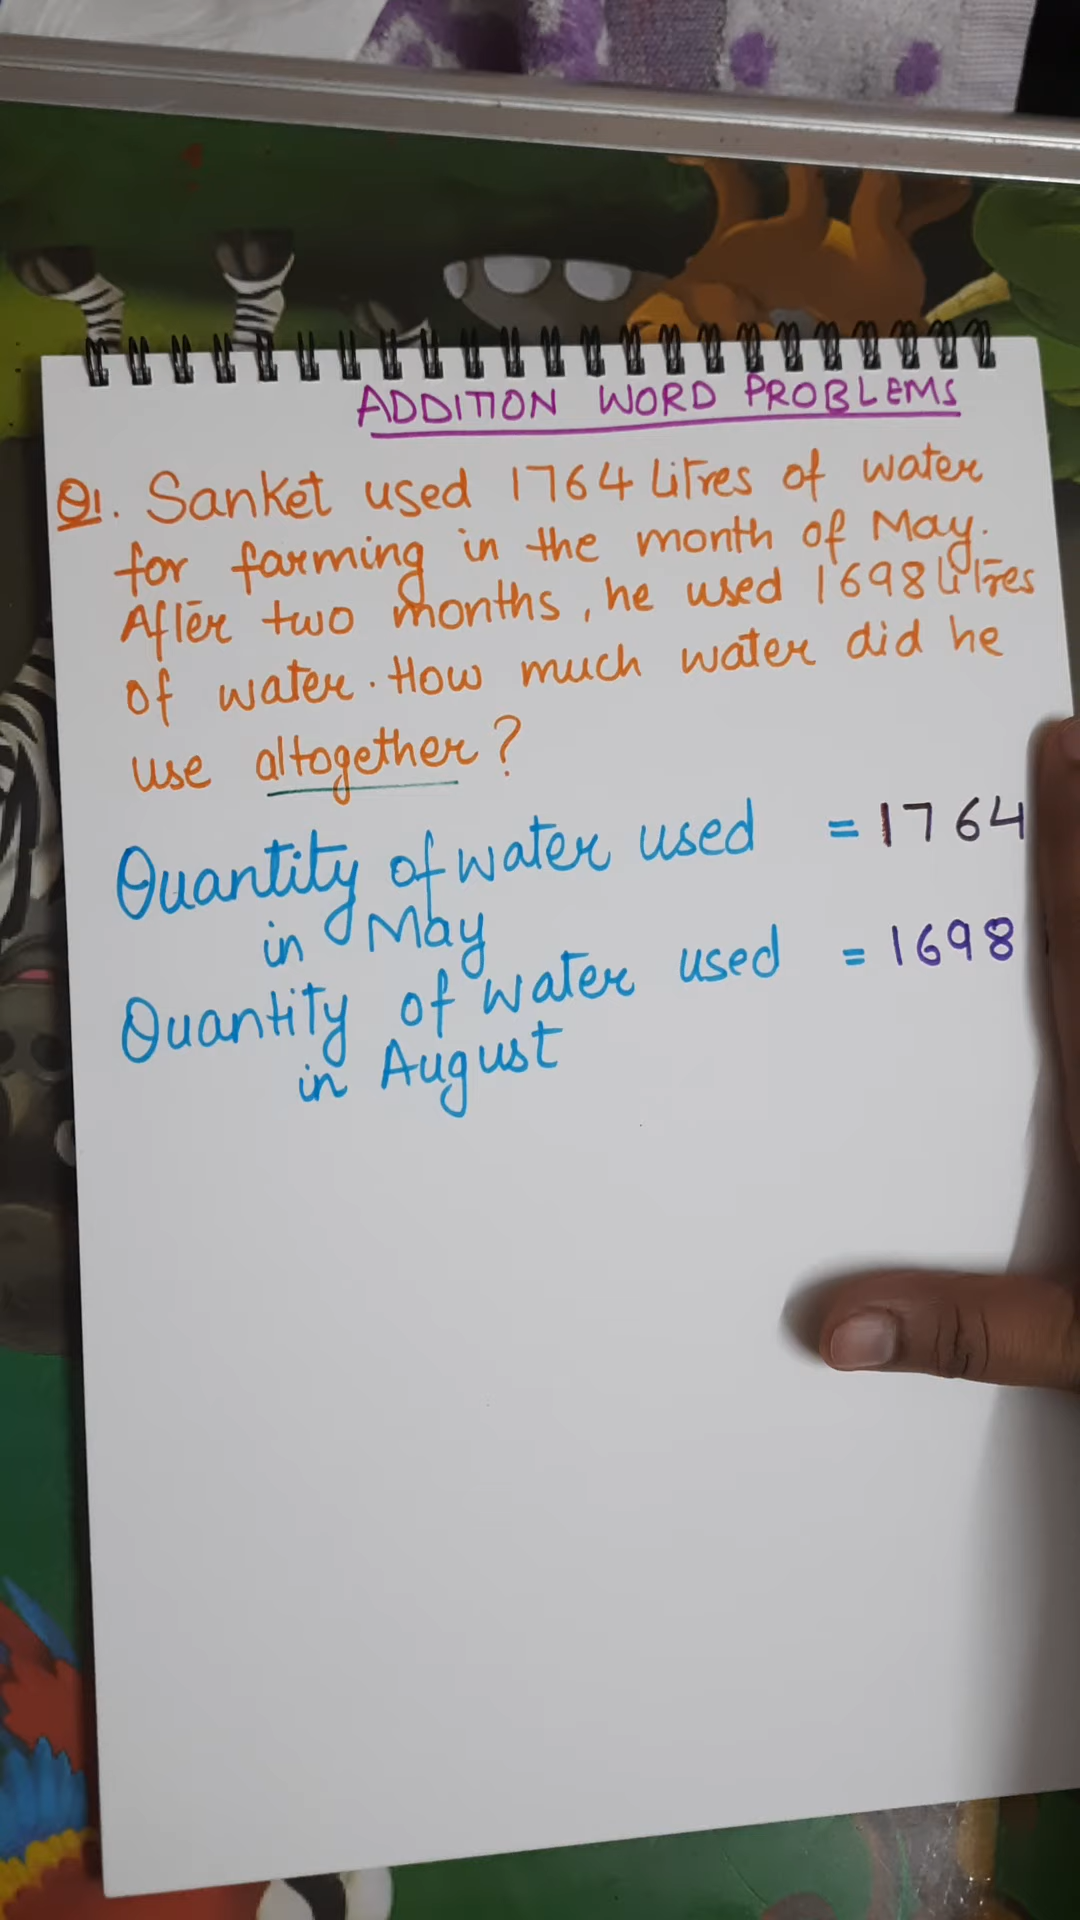 ADDITION WORD PROBLEMS
Q1. Sanket used 1764 litres of water
for farming in the month of May.
After two months, he used 1698 litres
of water. How much water did he
use altogether?
Quantity of water used = 1764
in May
Quantity of water used = 1698
in August